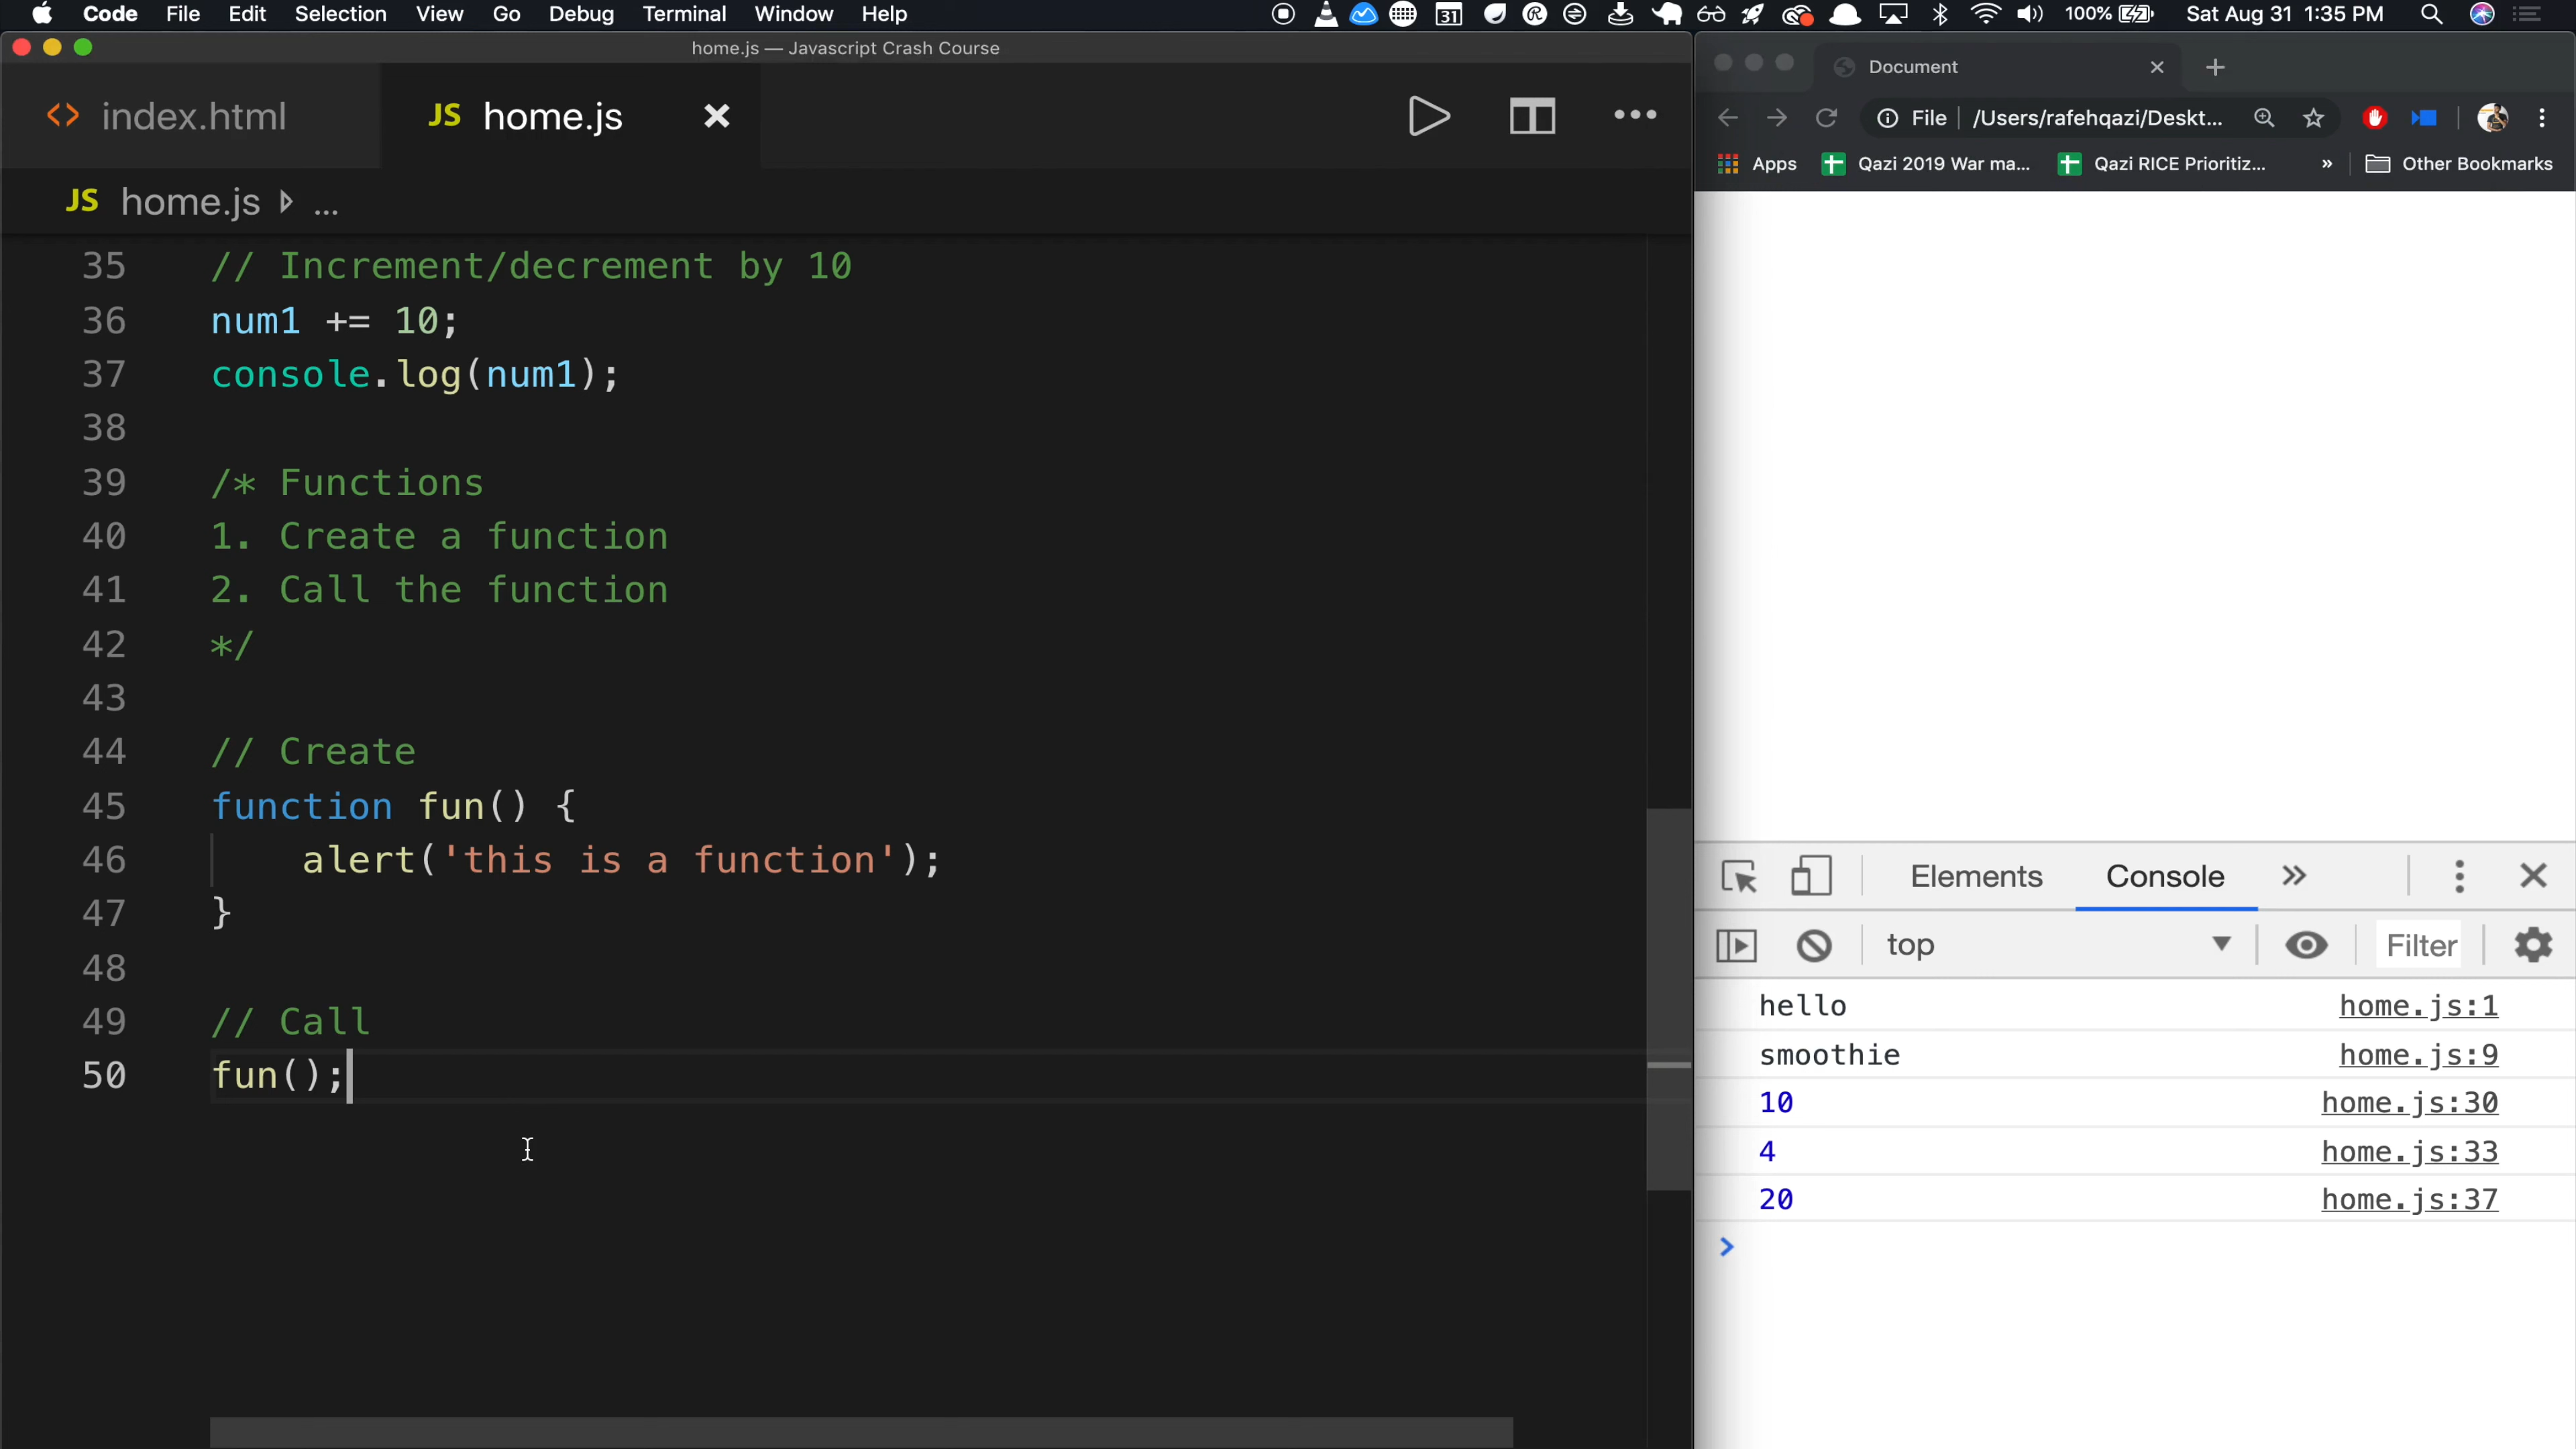 Code File Edit Selection View Go Debug Terminal Window Help 31 100% Sat Aug 31 1:35 PM
home.js — Javascript Crash Course
<> index.html JS home.js
JS home.js ...
35 // Increment/decrement by 10
36 num1 += 10;
37 console.log(num1);
38
39 /* Functions
40 1. Create a function
41 2. Call the function
42 */
43
44 // Create
45 function fun() {
46 alert('this is a function');
47 }
48
49 // Call
50 fun();
Document
File /Users/rafehqazi/Deskt...
Apps Qazi 2019 War ma... Qazi RICE Prioritiz... » Other Bookmarks
Elements Console »
top Filter
hello home.js:1
smoothie home.js:9
10 home.js:30
4 home.js:33
20 home.js:37